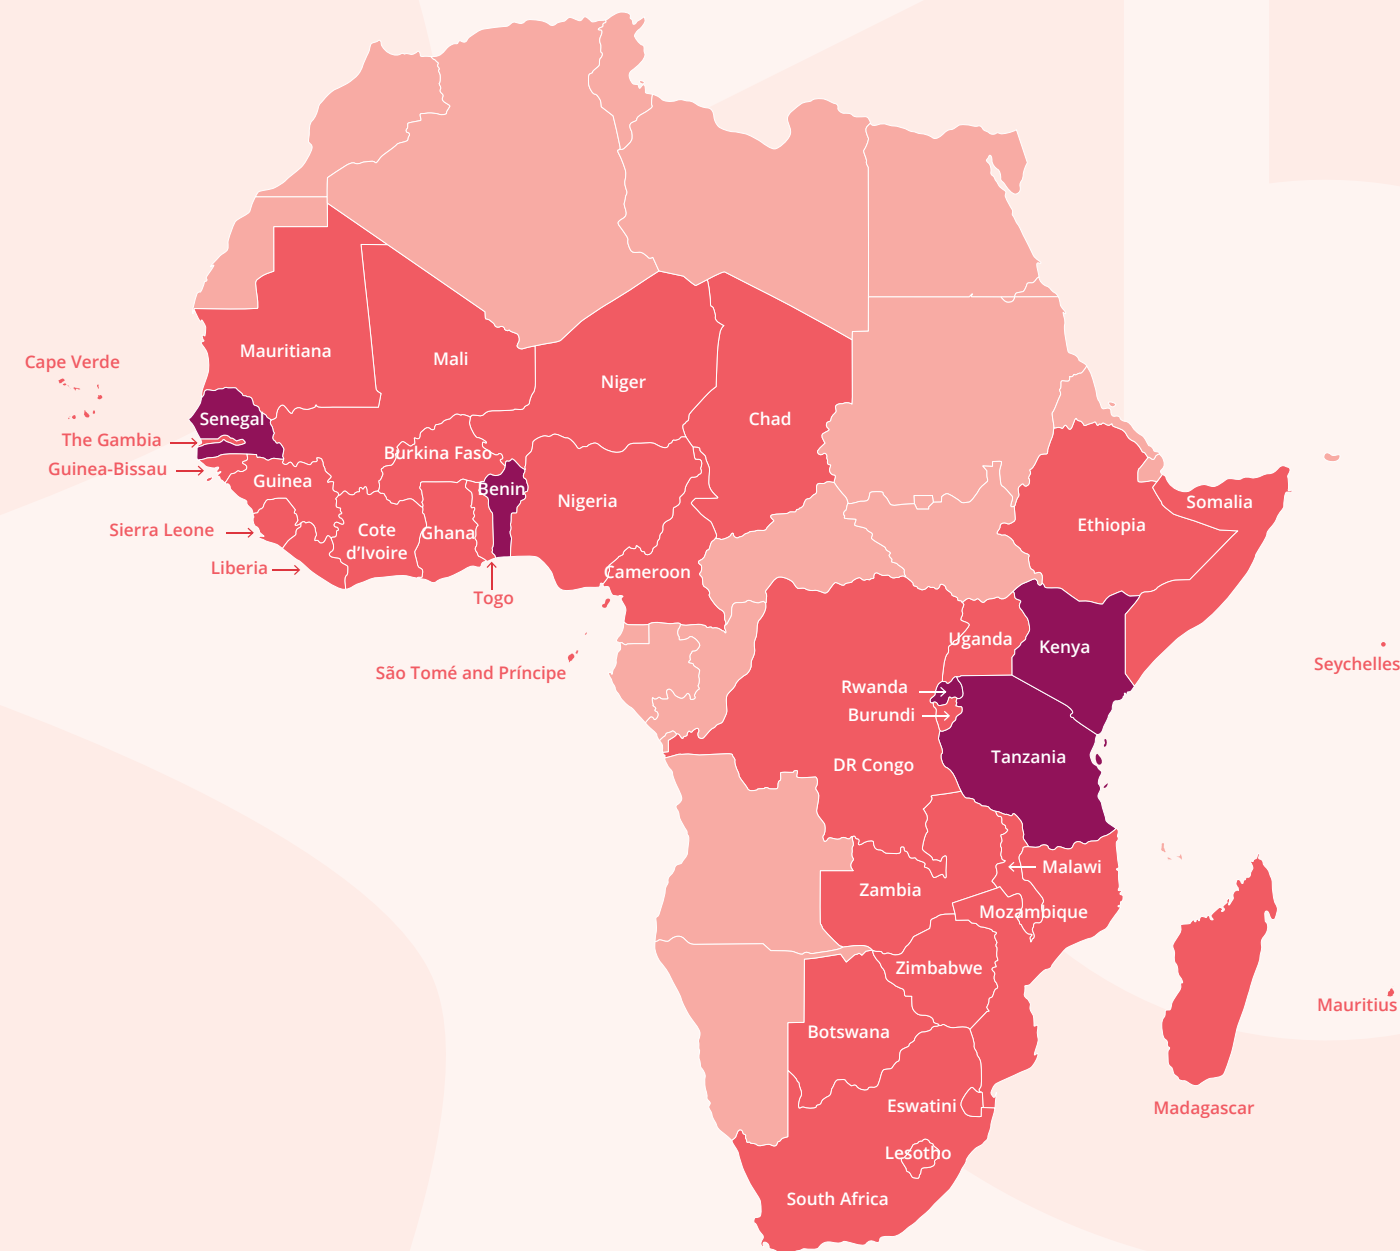 Mauritiana
Mali
Cape Verde
Niger
Senegal
Chad
The Gambia
Burkina Faso
Guinea-Bissau
Guinea
Benin
Nigeria
Somalia
Ethiopia
Sierra Leone
Cote
d'Ivoire
Ghana
Liberia
Cameroon
Togo
Uganda
Kenya
São Tomé and Príncipe
Seychelles
Rwanda
Burundi
Tanzania
DR Congo
Malawi
Zambia
Mozambique
Zimbabwe
Mauritius
Botswana
Eswatini
Madagascar
Lesotho
South Africa